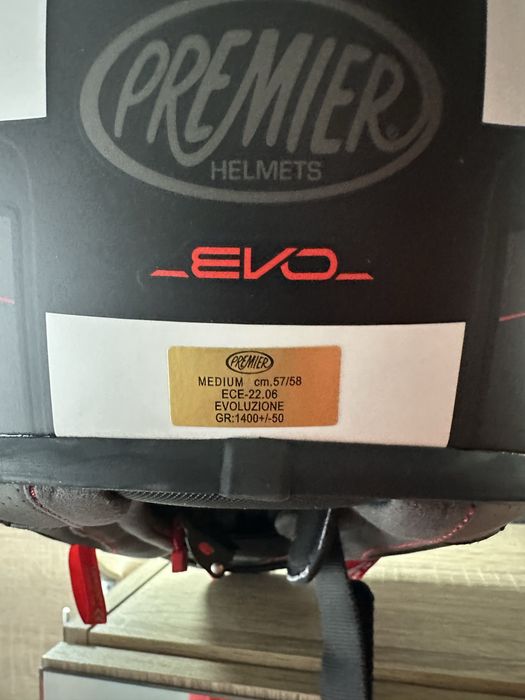 PREMIER
HELMETS
EVO
PREMIER
MEDIUM cm.57/58
ECE-22.06
EVOLUZIONE
GR:1400+/-50